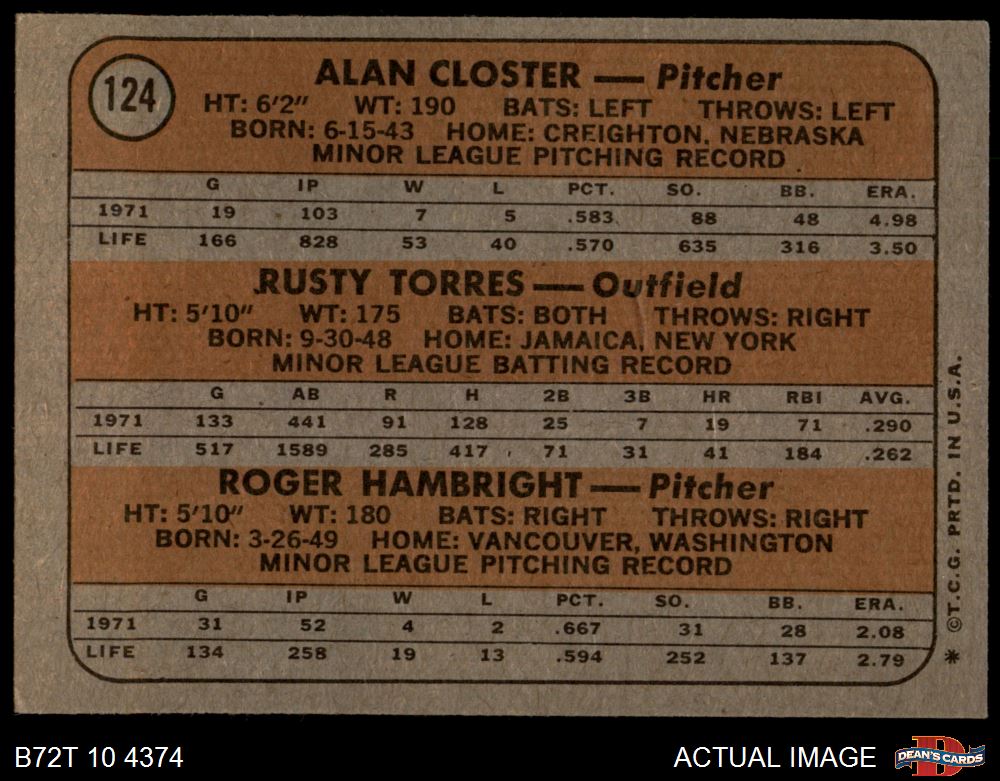 124
ALAN CLOSTER — Pitcher
HT: 6'2" WT: 190 BATS: LEFT THROWS: LEFT
BORN: 6-15-43 HOME: CREIGHTON, NEBRASKA
MINOR LEAGUE PITCHING RECORD
G IP W L PCT. SO. BB. ERA.
1971 19 103 7 5 .583 88 48 4.98
LIFE 166 828 53 40 .570 635 316 3.50
RUSTY TORRES — Outfield
HT: 5'10" WT: 175 BATS: BOTH THROWS: RIGHT
BORN: 9-30-48 HOME: JAMAICA, NEW YORK
MINOR LEAGUE BATTING RECORD
G AB R H 2B 3B HR RBI AVG.
1971 133 441 91 128 25 7 19 71 .290
LIFE 517 1589 285 417 71 31 41 184 .262
ROGER HAMBRIGHT — Pitcher
HT: 5'10" WT: 180 BATS: RIGHT THROWS: RIGHT
BORN: 3-26-49 HOME: VANCOUVER, WASHINGTON
MINOR LEAGUE PITCHING RECORD
G IP W L PCT. SO. BB. ERA.
1971 31 52 4 2 .667 31 28 2.08
LIFE 134 258 19 13 .594 252 137 2.79
* ©T.C.G. PRTD. IN U.S.A.
B72T 10 4374
ACTUAL IMAGE
DEAN'S CARDS